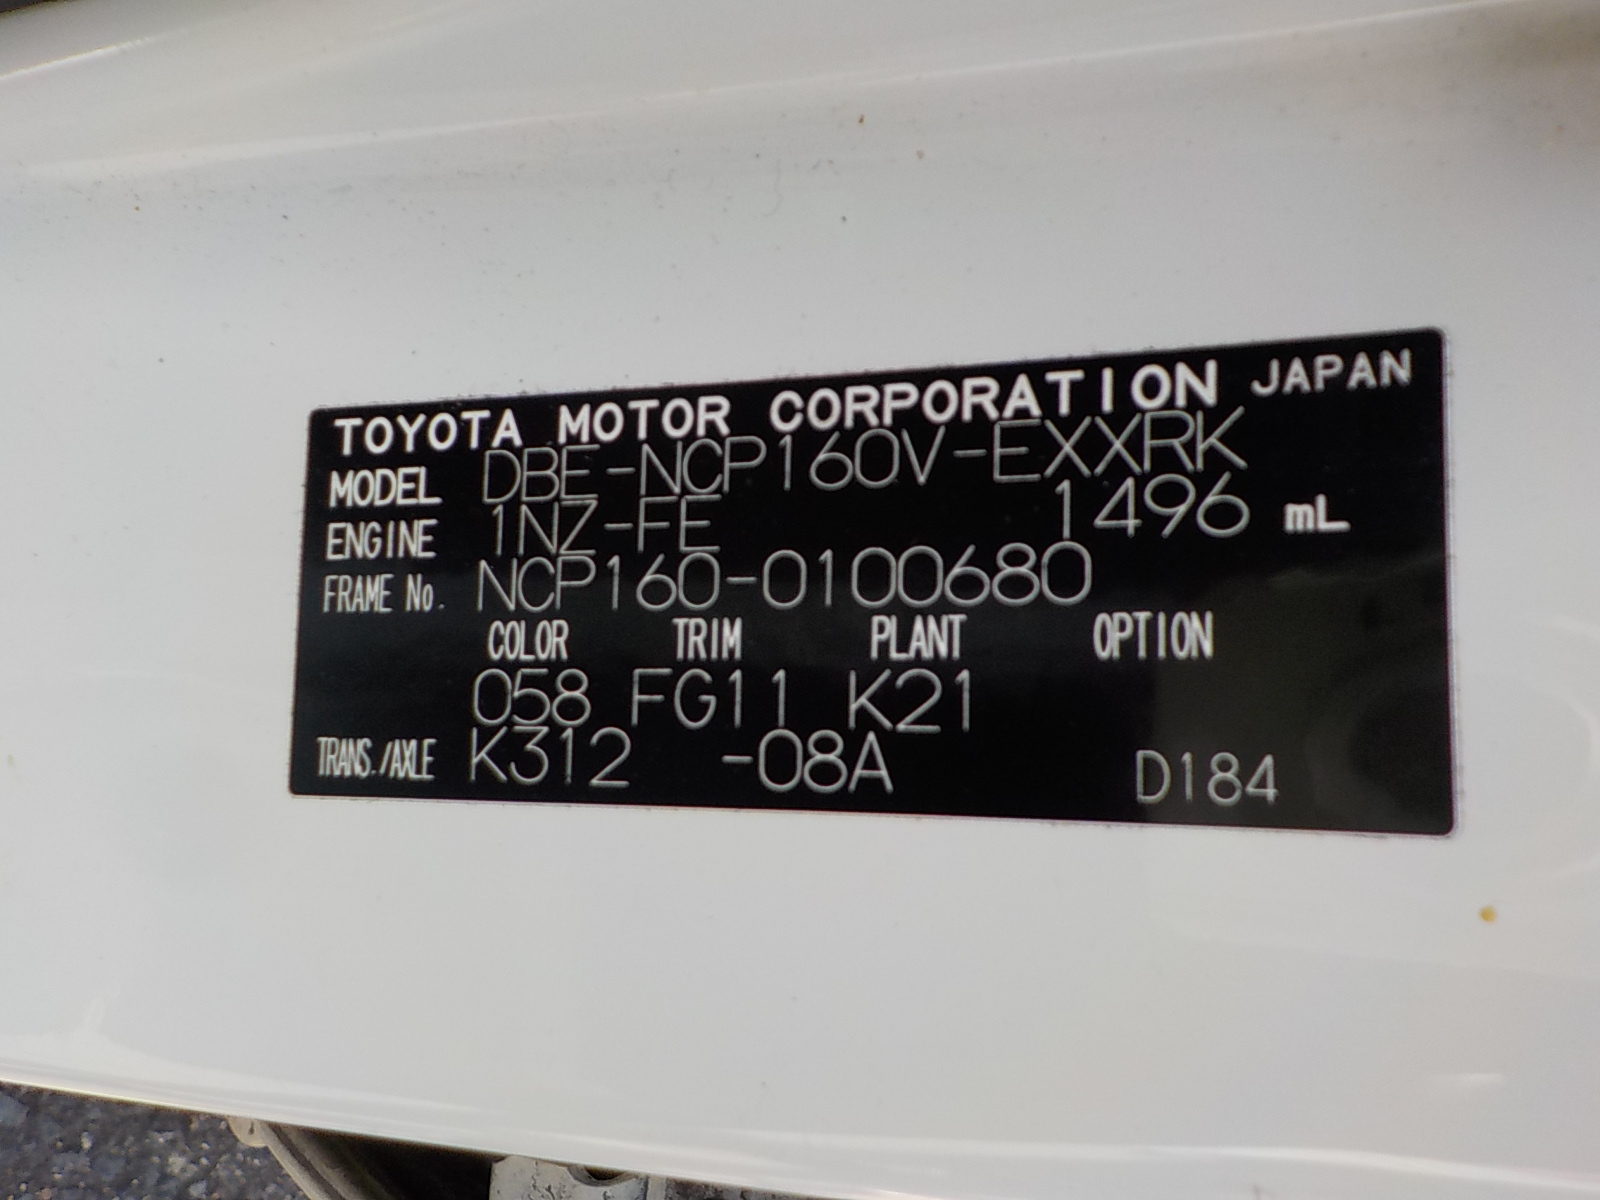 TOYOTA MOTOR CORPORATION JAPAN
MODEL DBE-NCP160V-EXXRK
ENGINE 1NZ-FE 1496 mL
FRAME No. NCP160-0100680
COLOR TRIM PLANT OPTION
058 FG11 K21
TRANS./AXLE K312 -08A D184